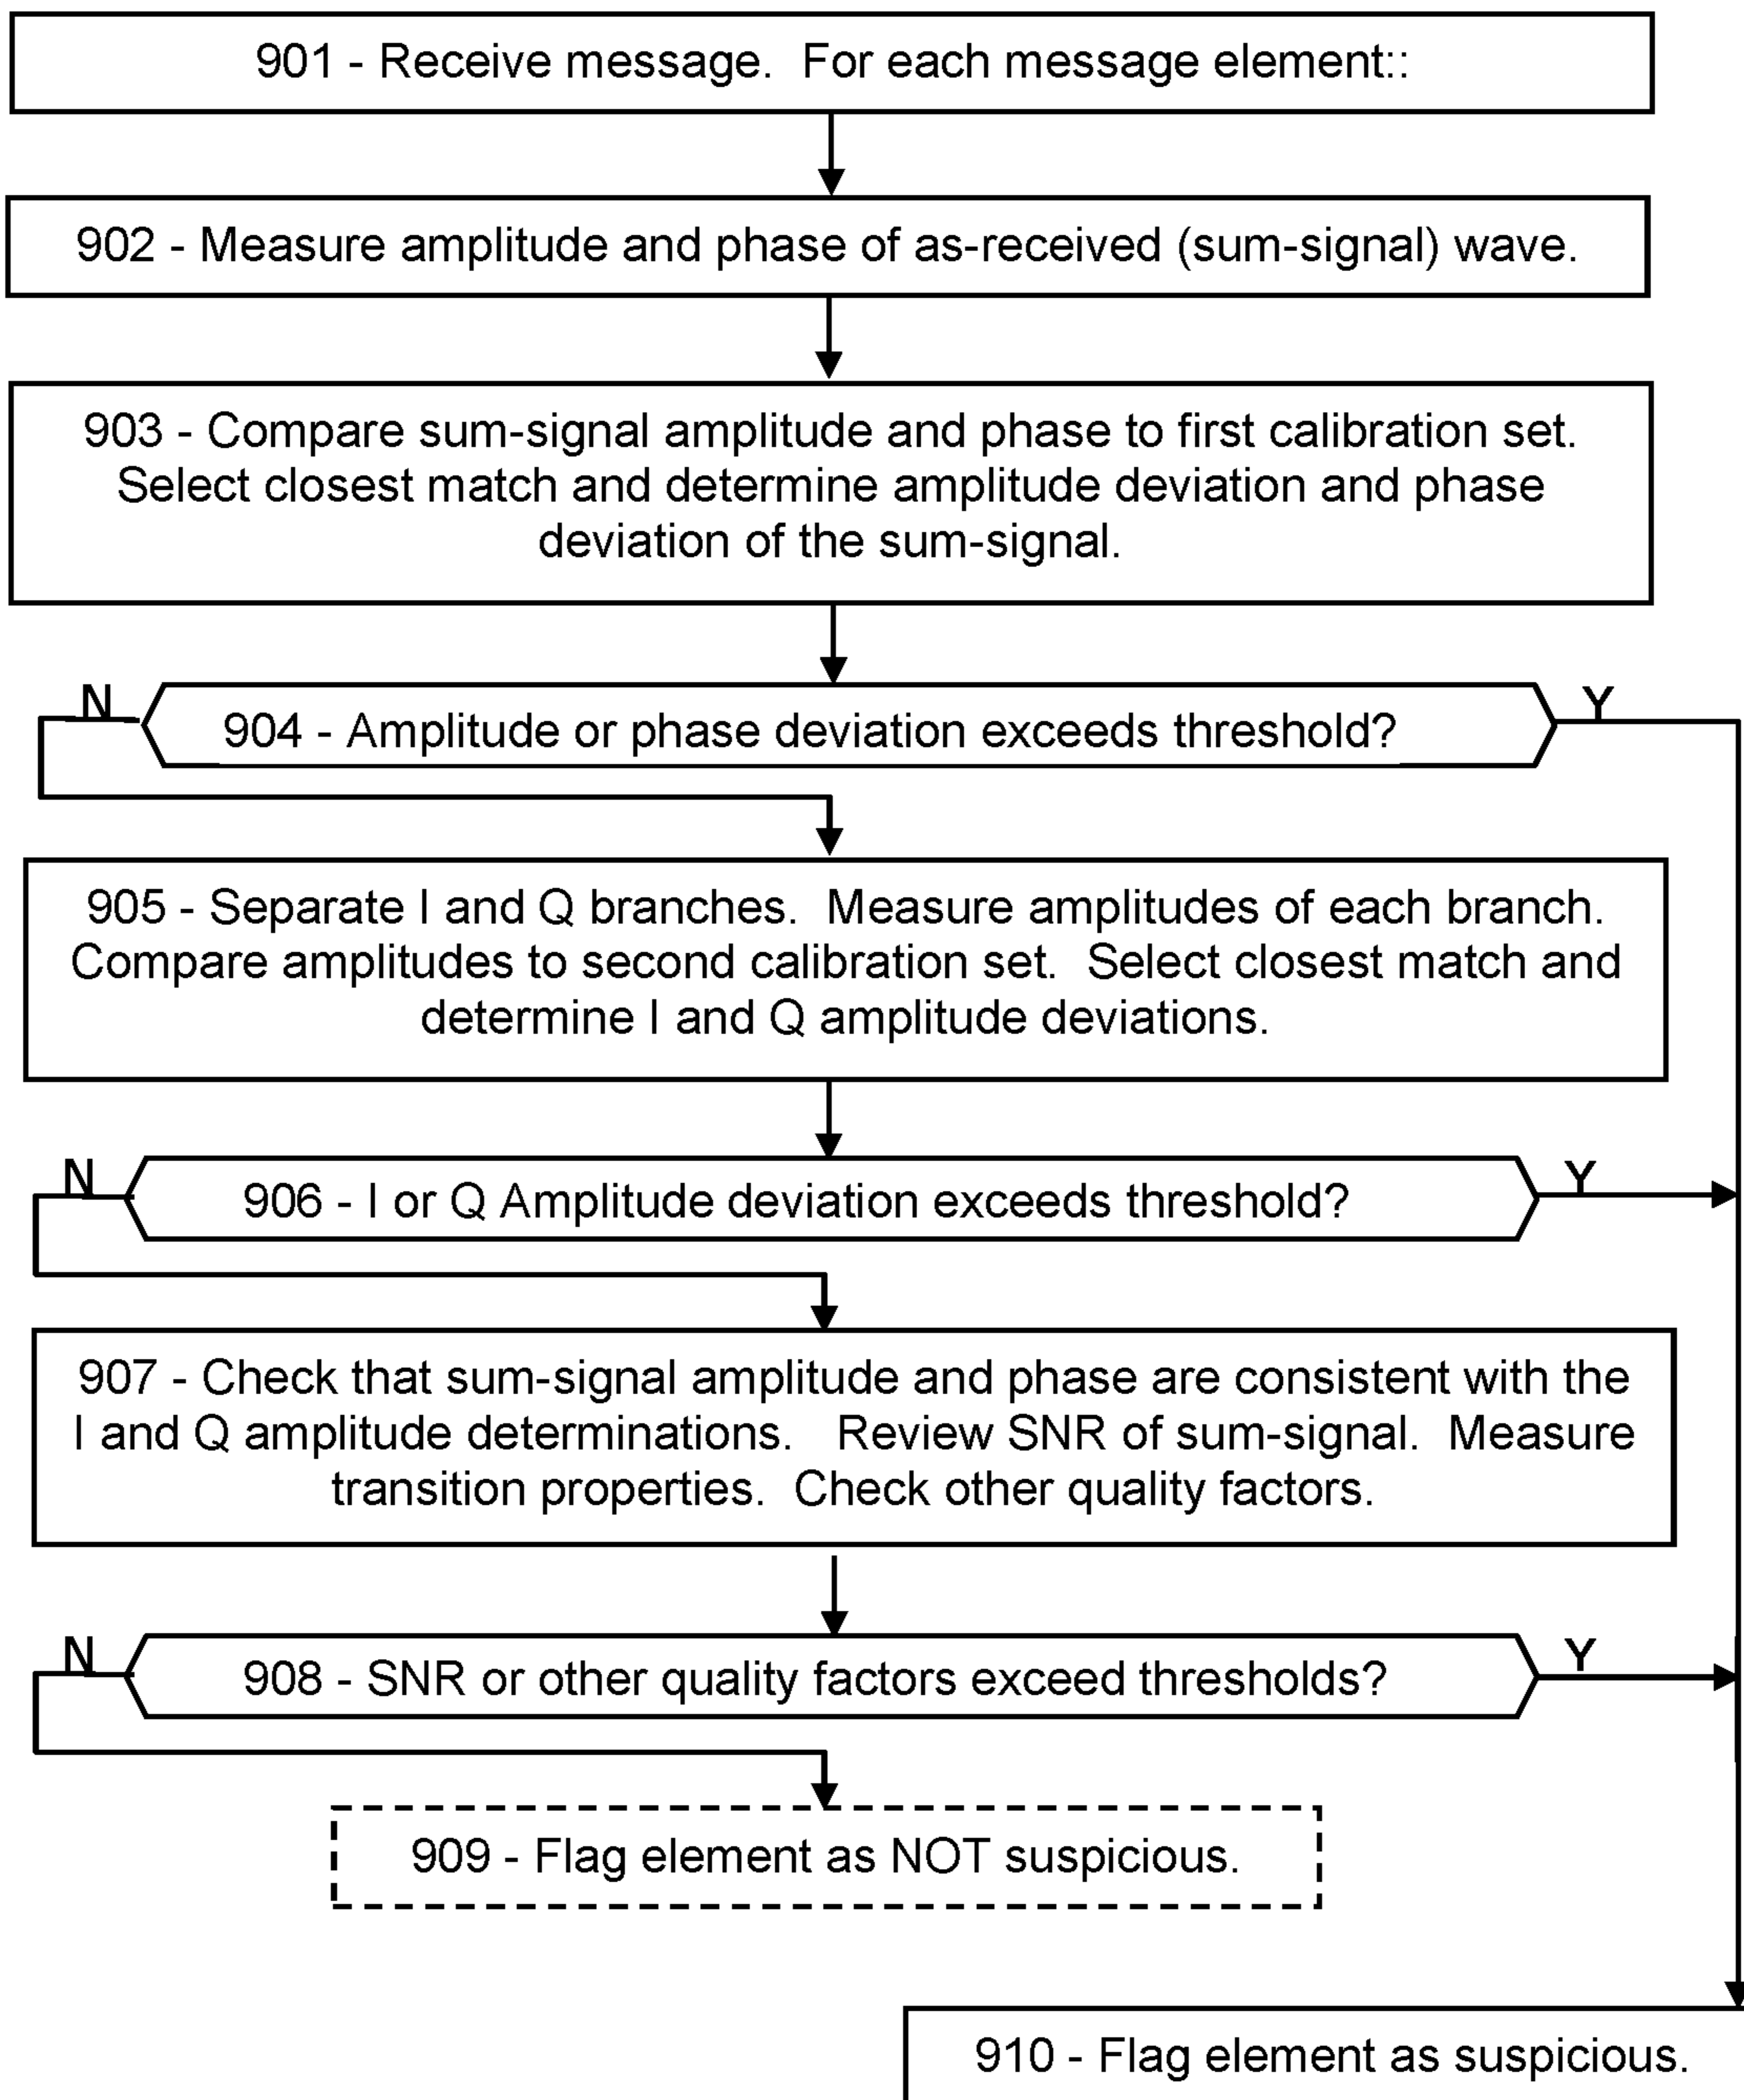 901 - Receive message.  For each message element::
902 - Measure amplitude and phase of as-received (sum-signal) wave.
903 - Compare sum-signal amplitude and phase to first calibration set.
Select closest match and determine amplitude deviation and phase
deviation of the sum-signal.
N
904 - Amplitude or phase deviation exceeds threshold?
Y
905 - Separate I and Q branches.  Measure amplitudes of each branch.
Compare amplitudes to second calibration set.  Select closest match and
determine I and Q amplitude deviations.
N
906 - I or Q Amplitude deviation exceeds threshold?
Y
907 - Check that sum-signal amplitude and phase are consistent with the
I and Q amplitude determinations.   Review SNR of sum-signal.  Measure
transition properties.  Check other quality factors.
N
908 - SNR or other quality factors exceed thresholds?
Y
909 - Flag element as NOT suspicious.
910 - Flag element as suspicious.